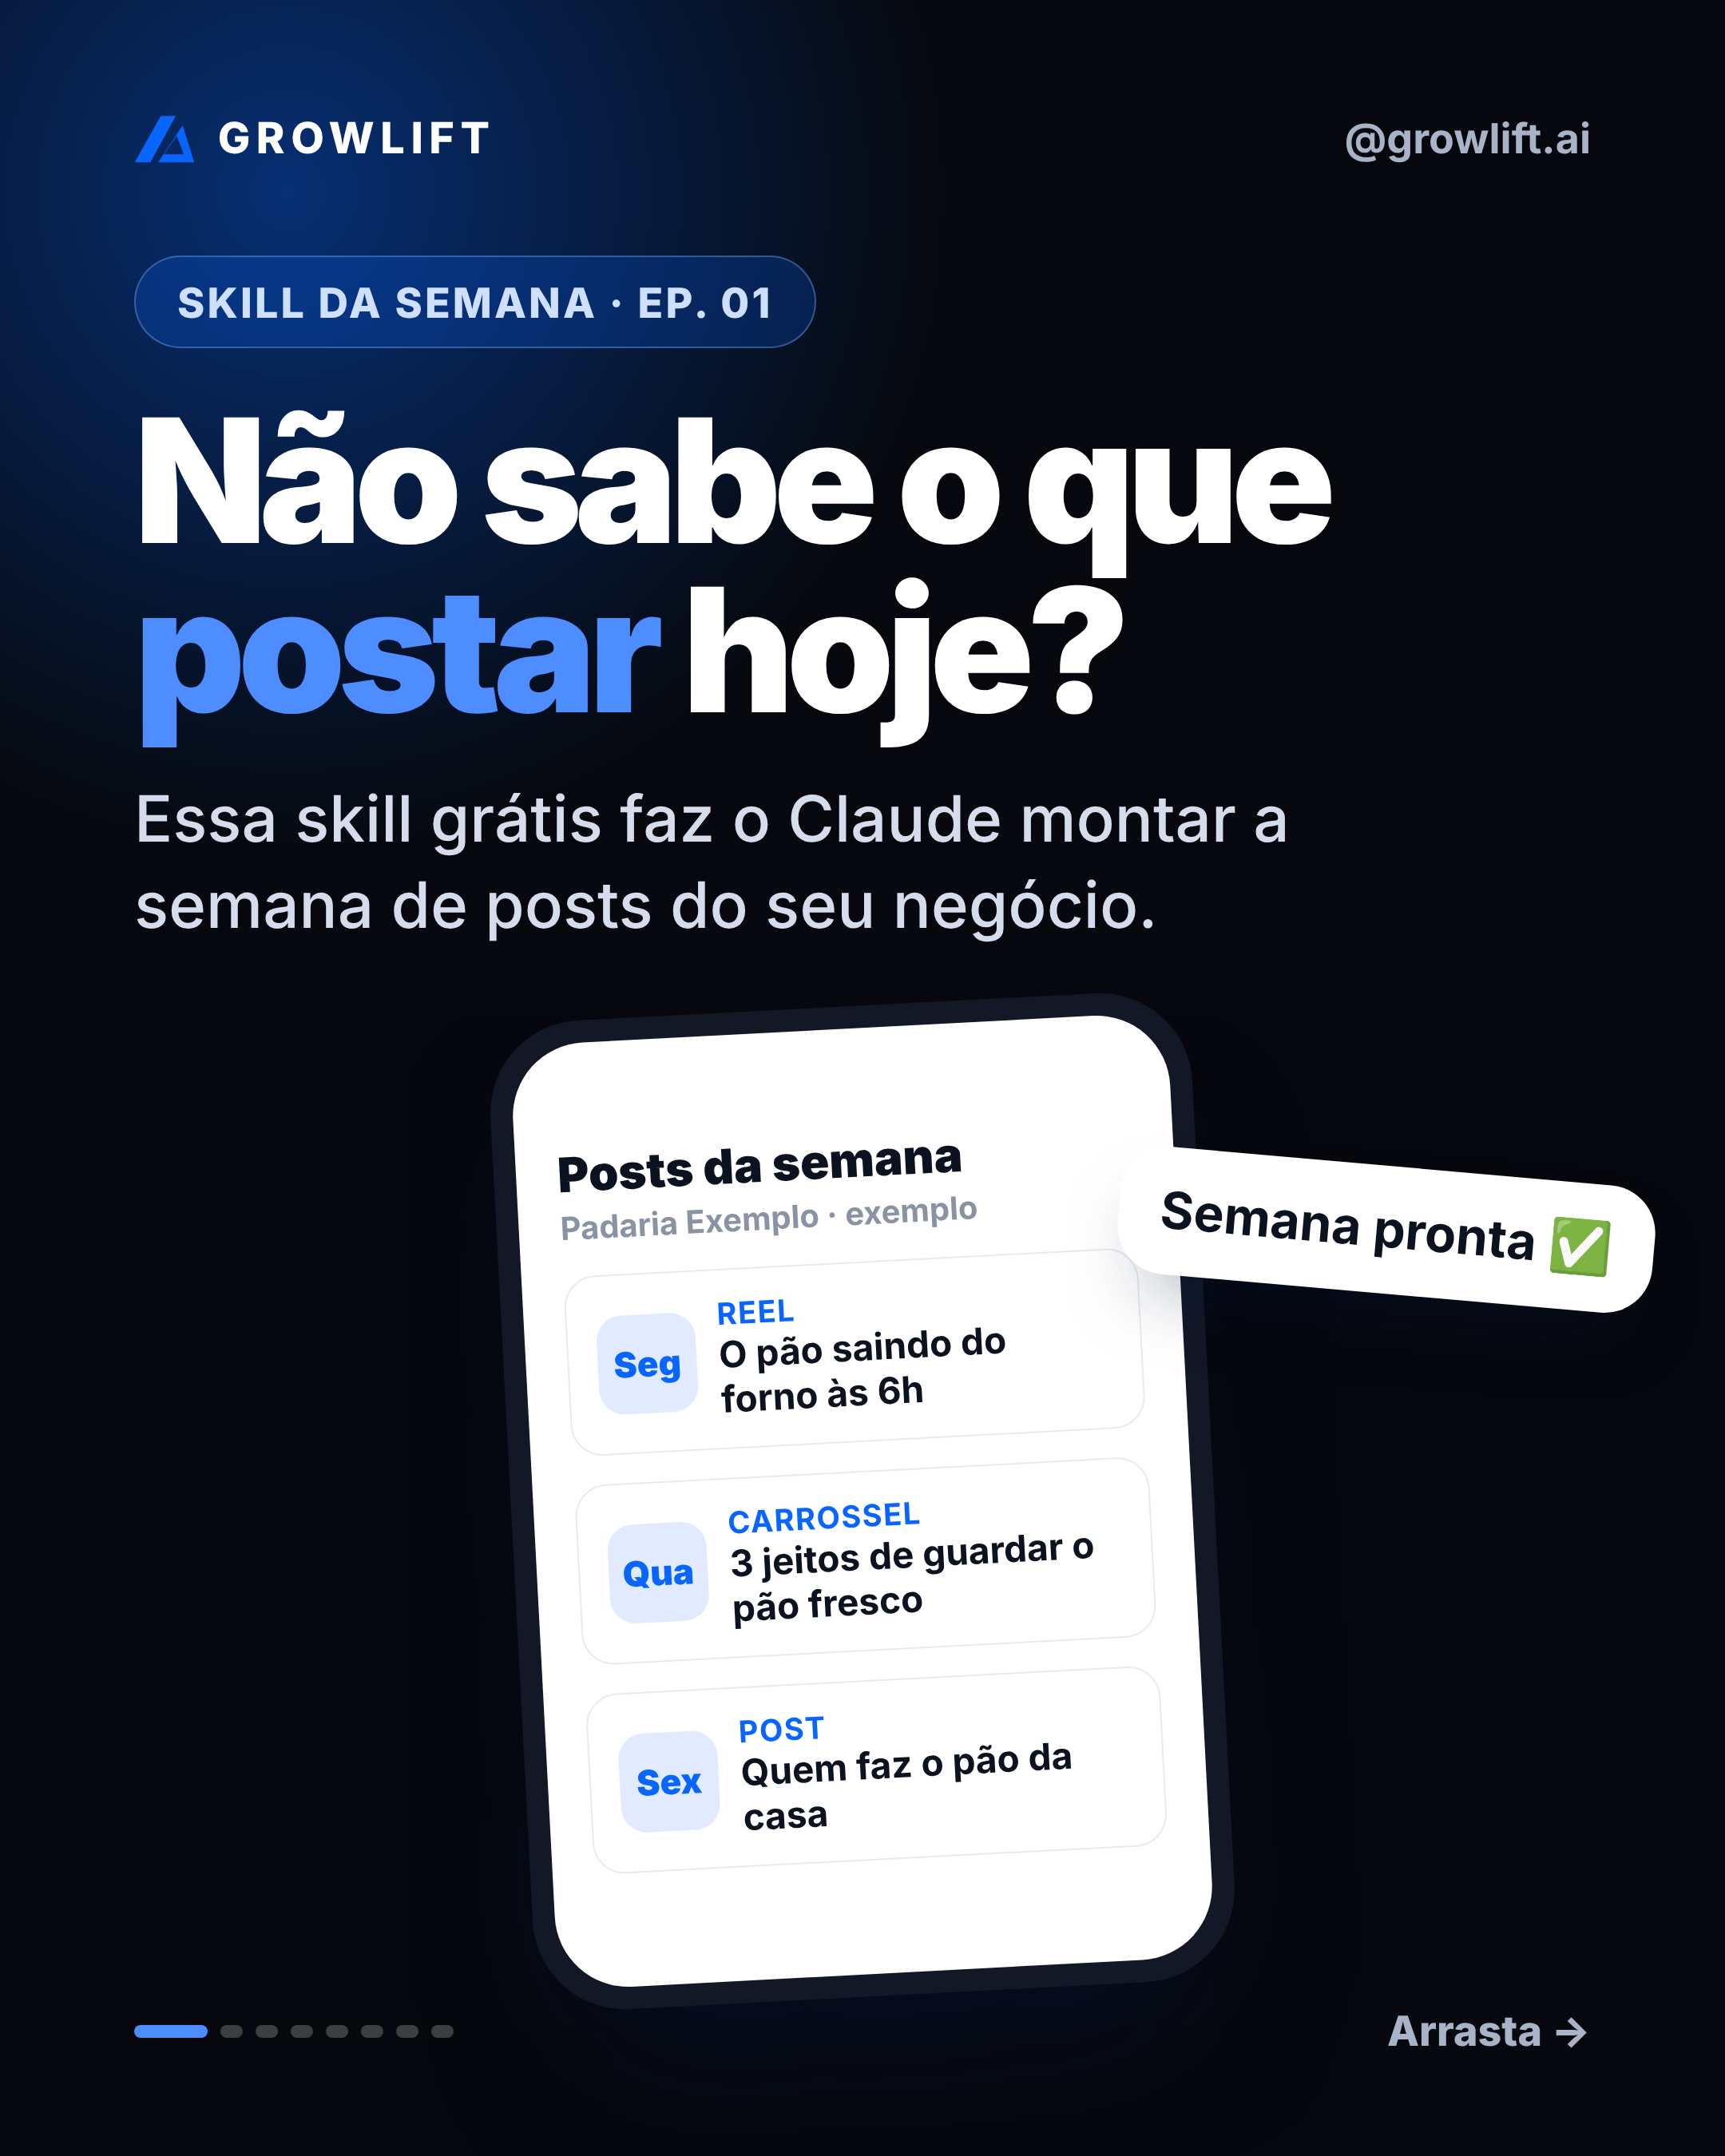 GROWLIFT
@growlift.ai
SKILL DA SEMANA · EP. 01
Não sabe o que
postar hoje?
Essa skill grátis faz o Claude montar a
semana de posts do seu negócio.
Posts da semana
Padaria Exemplo · exemplo
Semana pronta ✅
Seg
REEL
O pão saindo do
forno às 6h
Qua
CARROSSEL
3 jeitos de guardar o
pão fresco
Sex
POST
Quem faz o pão da
casa
Arrasta →